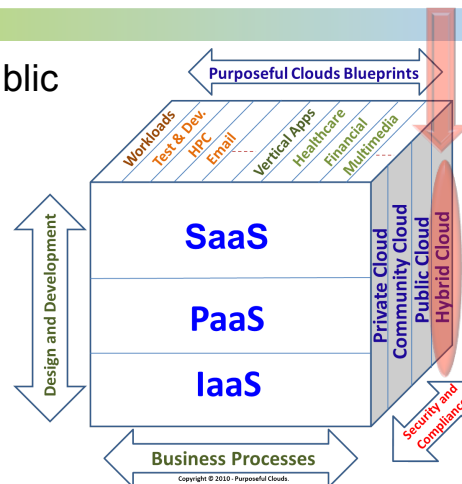 blic
Purposeful Clouds Blueprints
Workloads
Test & Dev.
HPC
Email
Vertical Apps
Healthcare
Financial
Multimedia
Design and Development
SaaS
PaaS
IaaS
Private Cloud
Community Cloud
Public Cloud
Hybrid Cloud
Security and
Compliance
Business Processes
Copyright © 2010 - Purposeful Clouds.